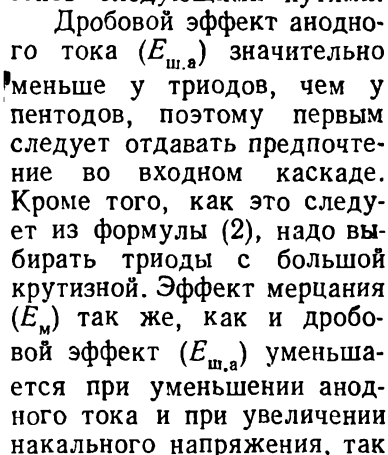 Дробовой эффект анодно-
го тока (Eш.а) значительно
меньше у триодов, чем у
пентодов, поэтому первым
следует отдавать предпочте-
ние во входном каскаде.
Кроме того, как это следу-
ет из формулы (2), надо вы-
бирать триоды с большой
крутизной. Эффект мерцания
(Eм) так же, как и дробо-
вой эффект (Eш.а) уменьша-
ется при уменьшении анод-
ного тока и при увеличении
накального напряжения, так